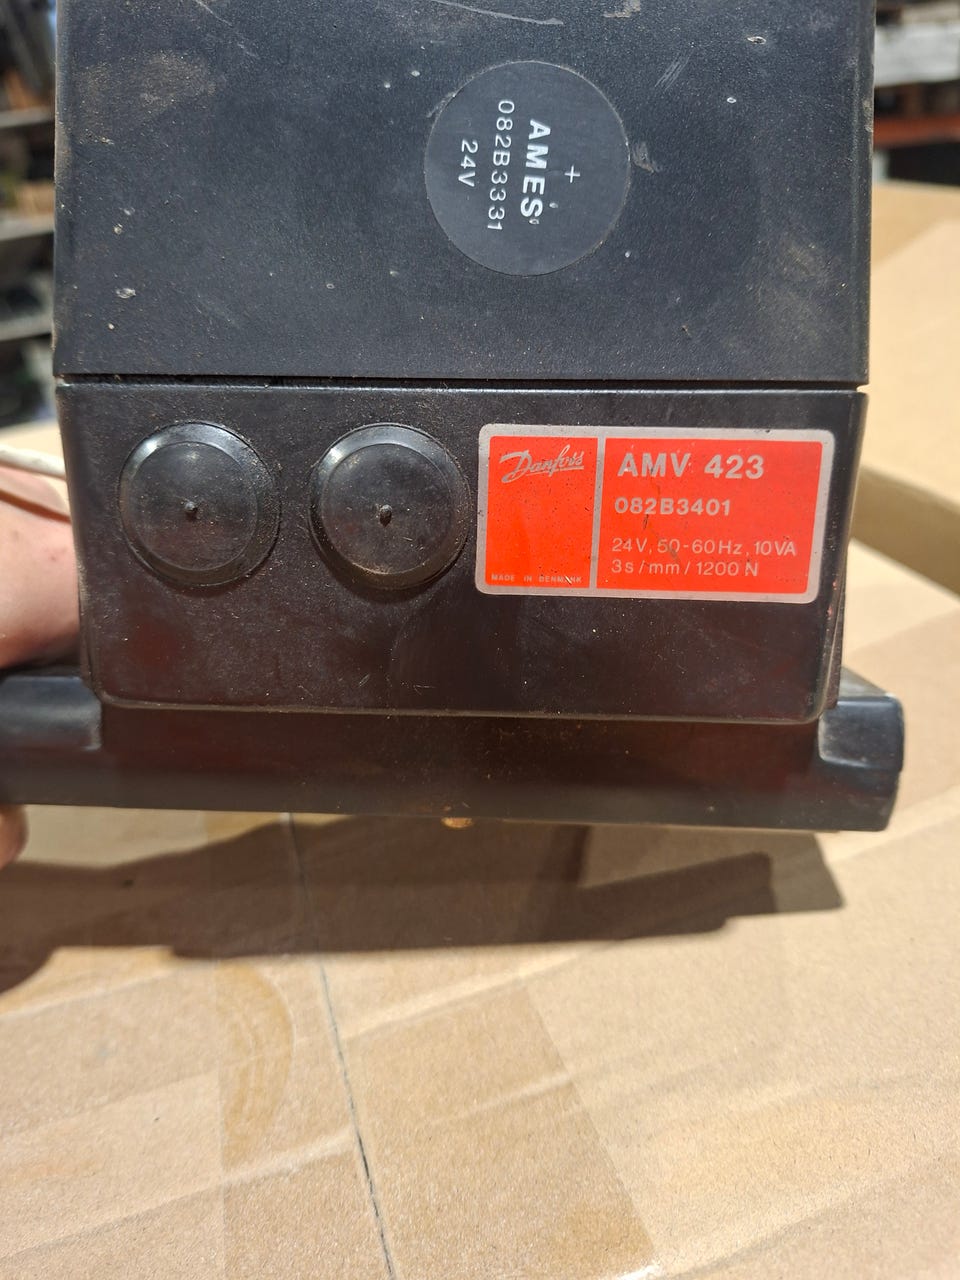 +
AMES
082B3331
24V
Danfoss
MADE IN DENMARK
AMV 423
082B3401
24V, 50-60Hz, 10VA
3s/mm/1200 N